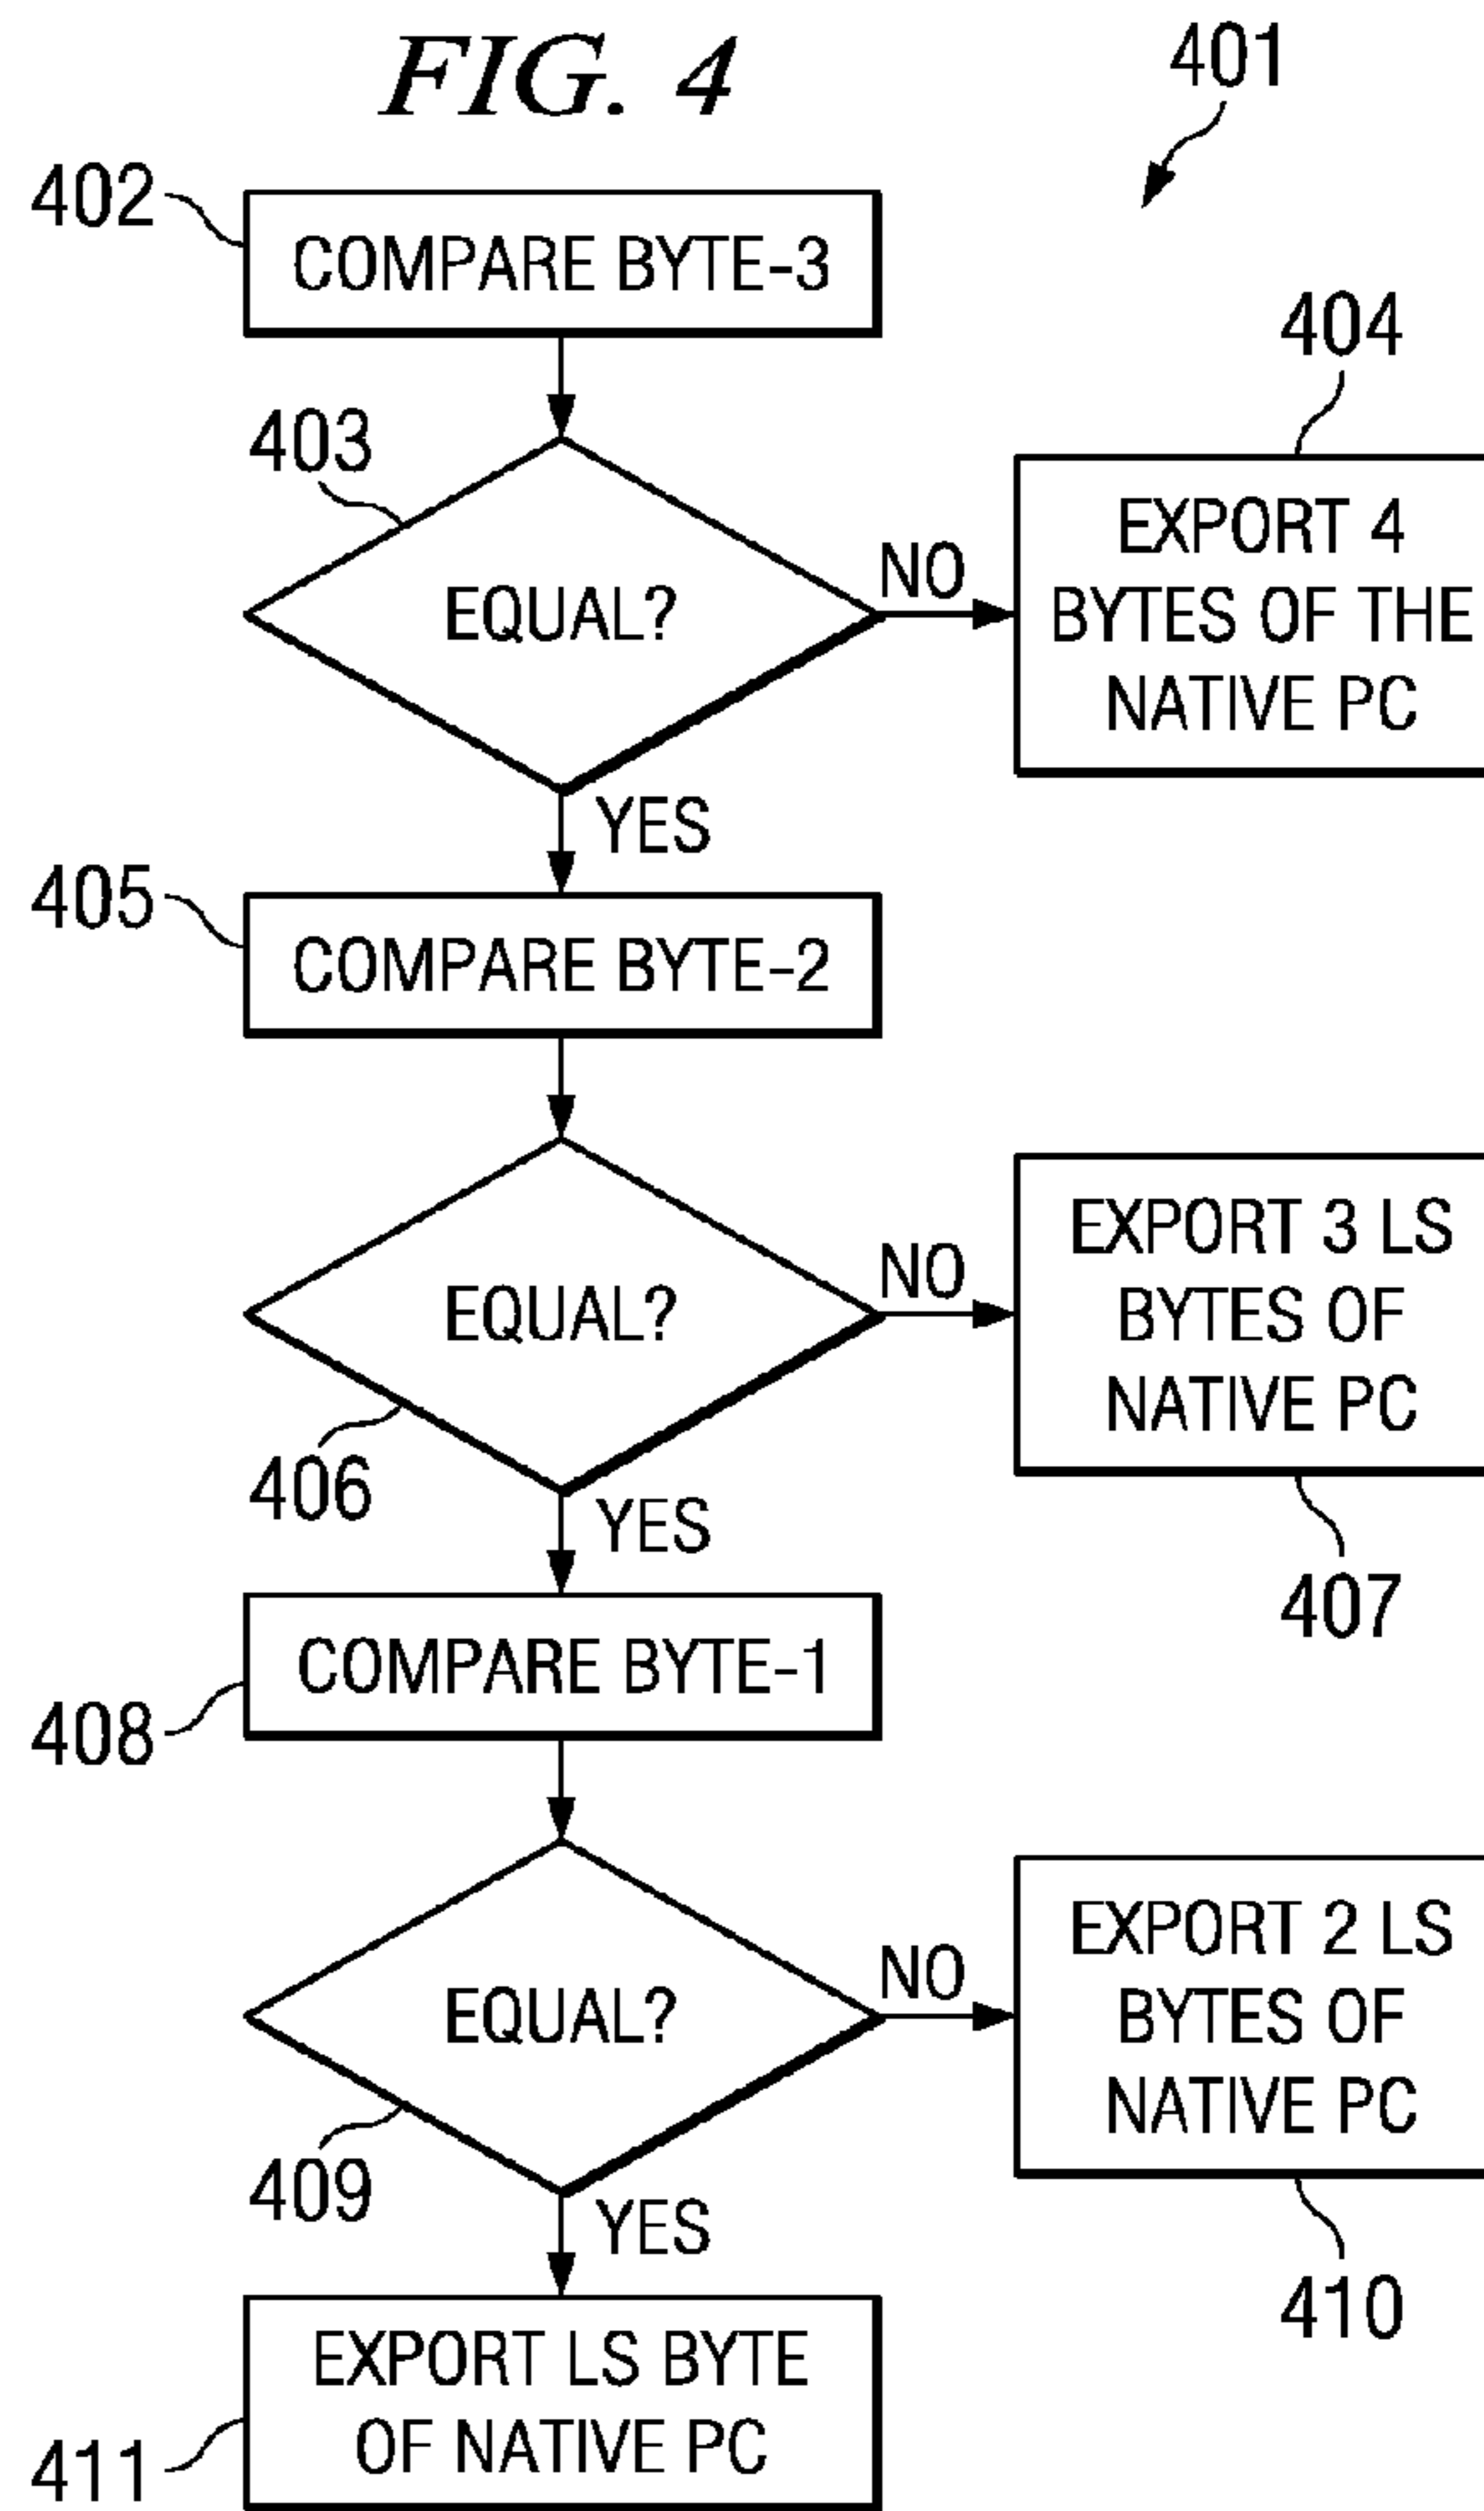 FIG. 4
401
402
COMPARE BYTE-3
404
403
EQUAL?
NO
EXPORT 4
BYTES OF THE
NATIVE PC
YES
405
COMPARE BYTE-2
EQUAL?
NO
EXPORT 3 LS
BYTES OF
NATIVE PC
406
YES
407
COMPARE BYTE-1
408
EQUAL?
NO
EXPORT 2 LS
BYTES OF
NATIVE PC
409
YES
410
EXPORT LS BYTE
OF NATIVE PC
411